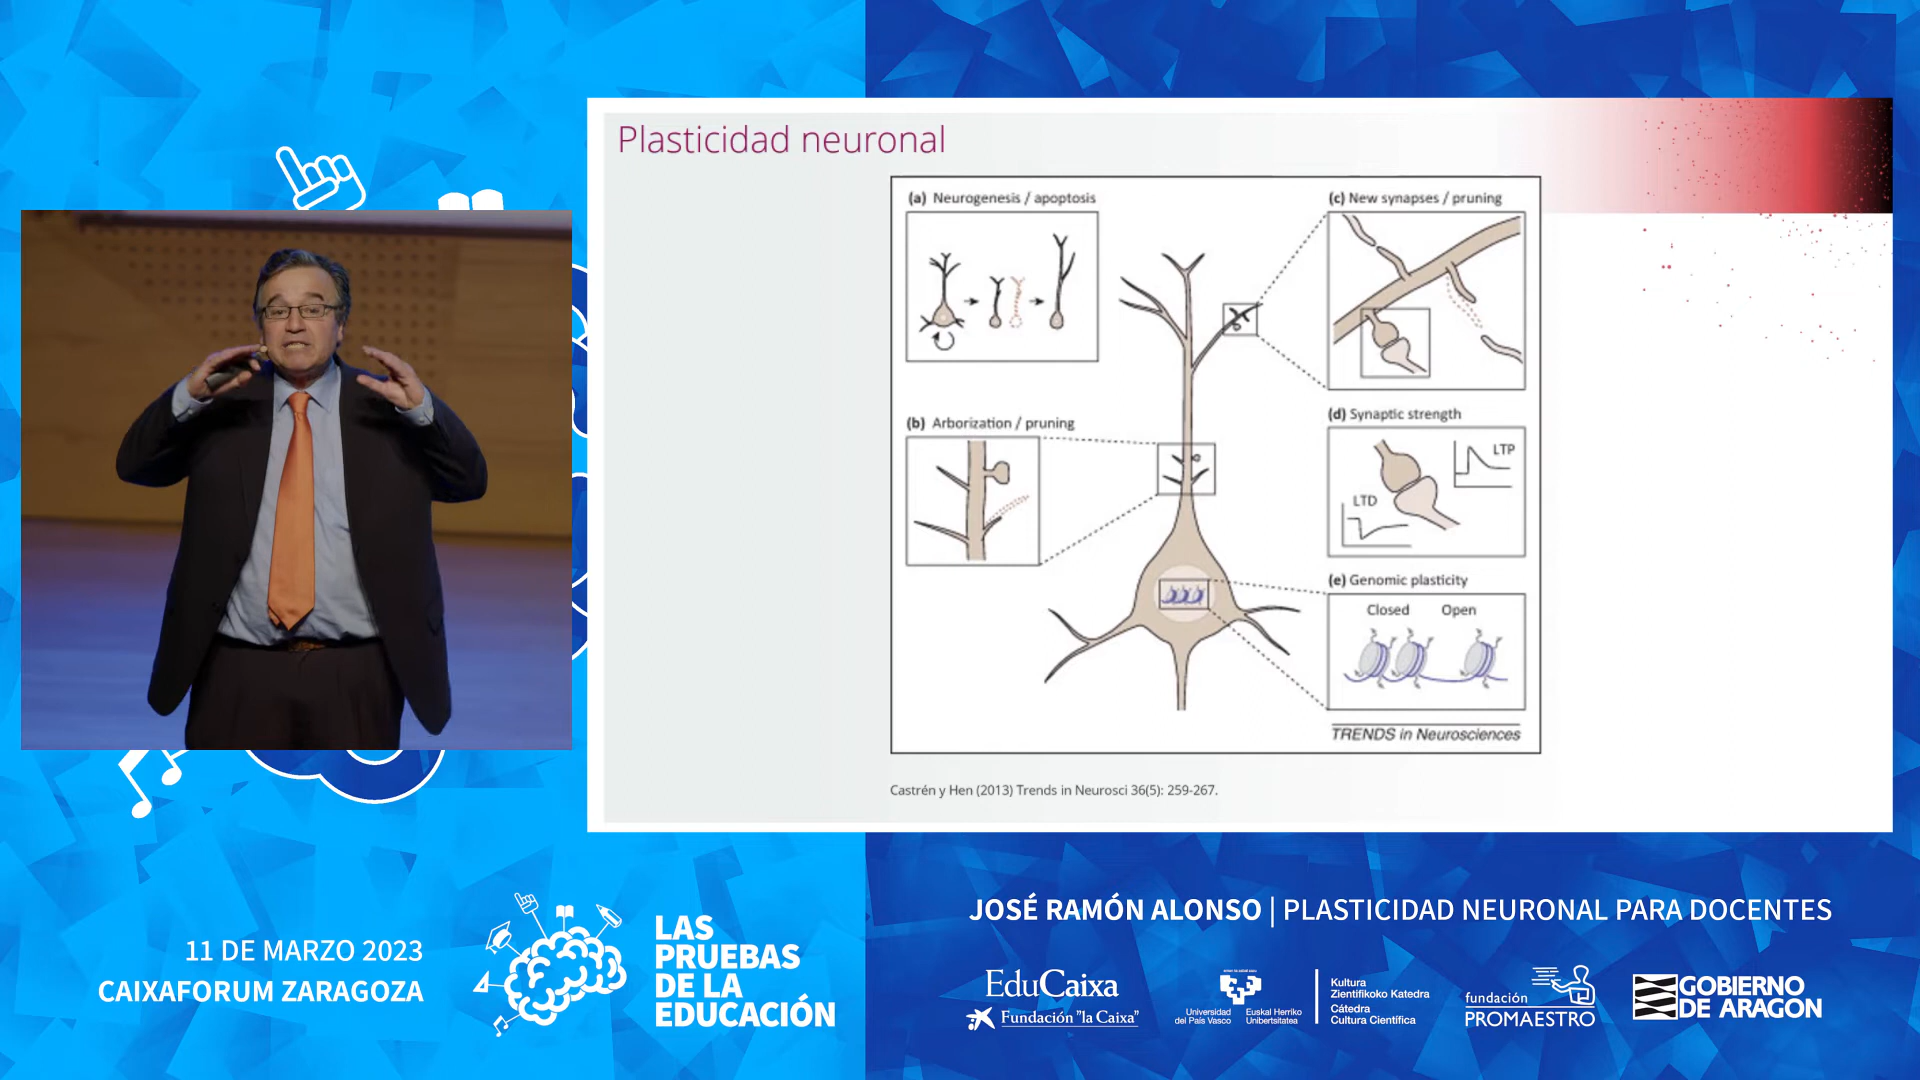 Plasticidad neuronal
(a) Neurogenesis / apoptosis
(b) Arborization / pruning
(c) New synapses / pruning
(d) Synaptic strength
LTP
LTD
(e) Genomic plasticity
Closed Open
TRENDS in Neurosciences
Castrén y Hen (2013) Trends in Neurosci 36(5): 259-267.
11 DE MARZO 2023
CAIXAFORUM ZARAGOZA
LAS
PRUEBAS
DE LA
EDUCACIÓN
JOSÉ RAMÓN ALONSO | PLASTICIDAD NEURONAL PARA DOCENTES
EduCaixa
Fundación "la Caixa"
Universidad
del País Vasco
Euskal Herriko
Unibertsitatea
Kultura
Zientifikoko Katedra
Cátedra
Cultura Científica
fundación
PROMAESTRO
GOBIERNO
DE ARAGON